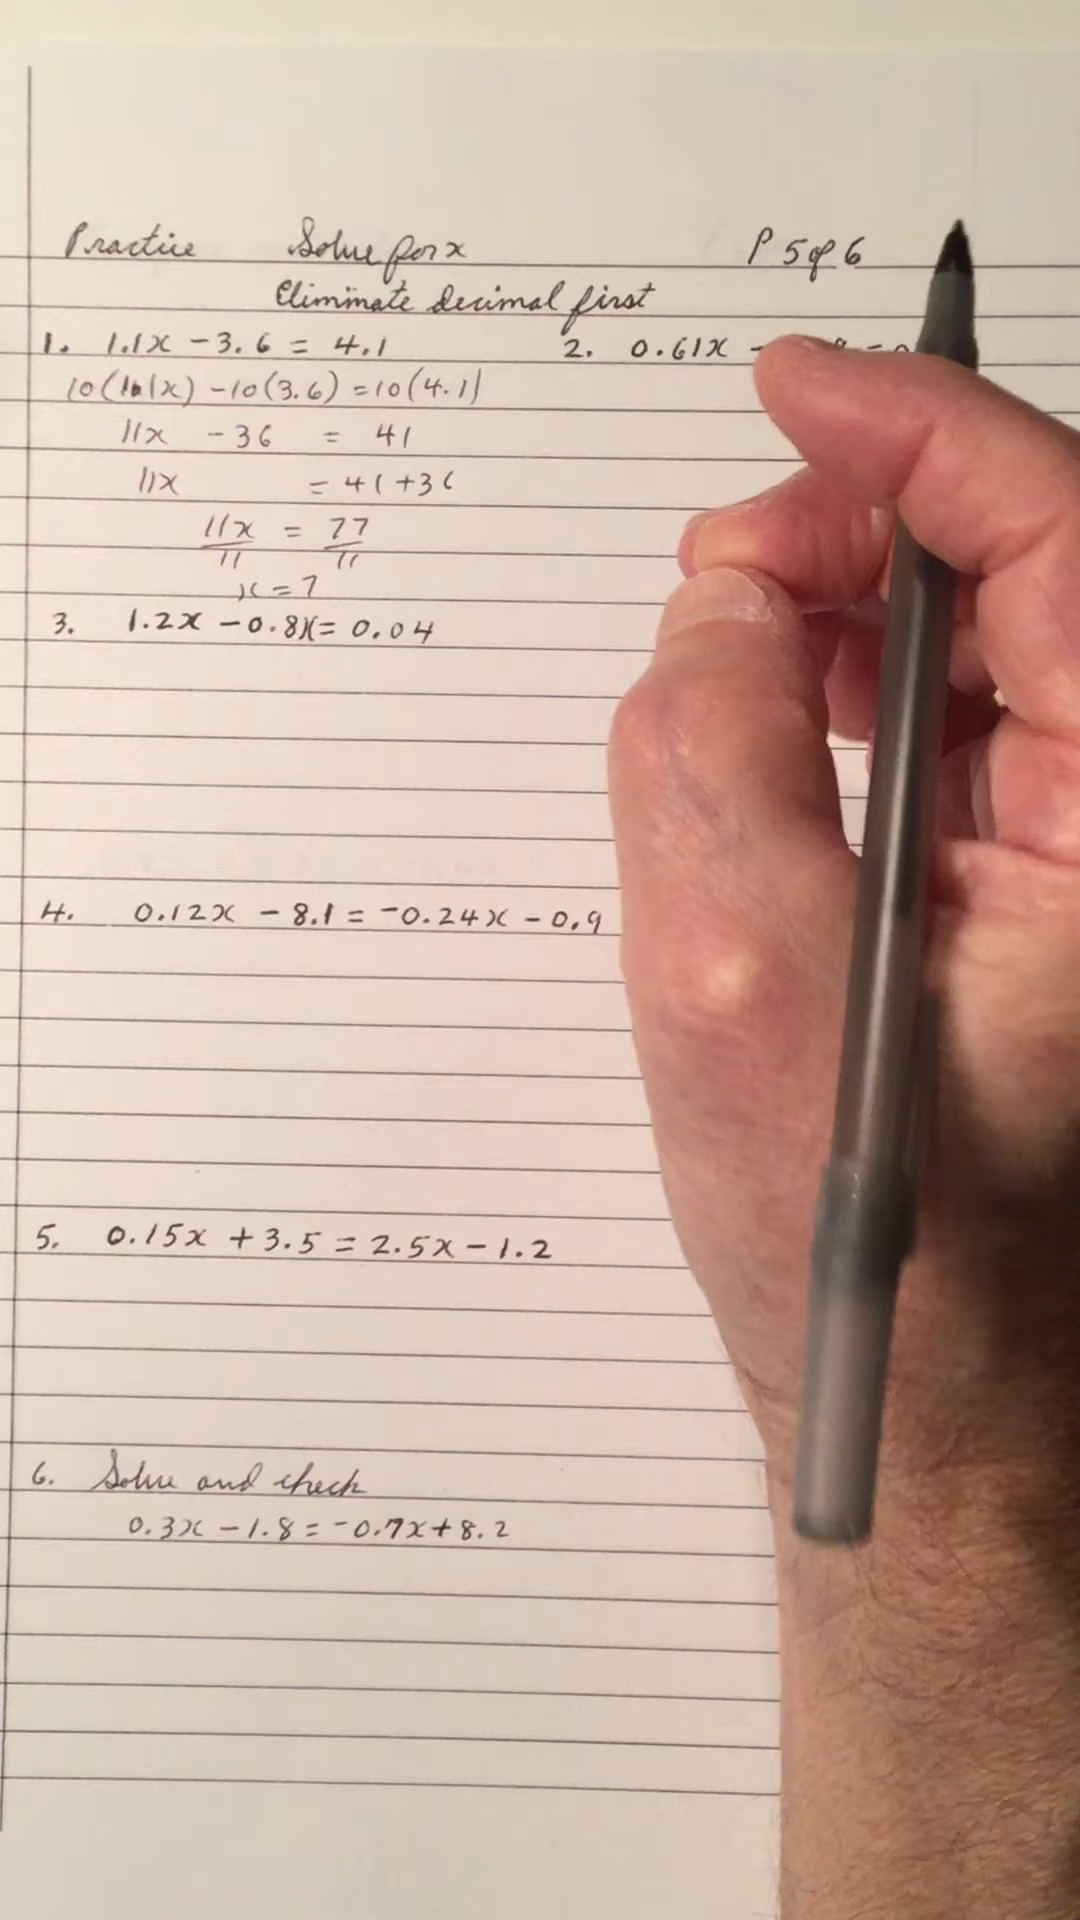 Practice Solve for x P 5 of 6
Eliminate decimal first
1. 1.1x - 3.6 = 4.1 2. 0.61x -
10(1.1x) - 10(3.6) = 10(4.1)
11x - 36 = 41
11x = 41 + 36
11x = 77
11 11
x = 7
3. 1.2x - 0.8x = 0.04
4. 0.12x - 8.1 = ⁻0.24x - 0.9
5. 0.15x + 3.5 = 2.5x - 1.2
6. Solve and check
0.3x - 1.8 = ⁻0.7x + 8.2